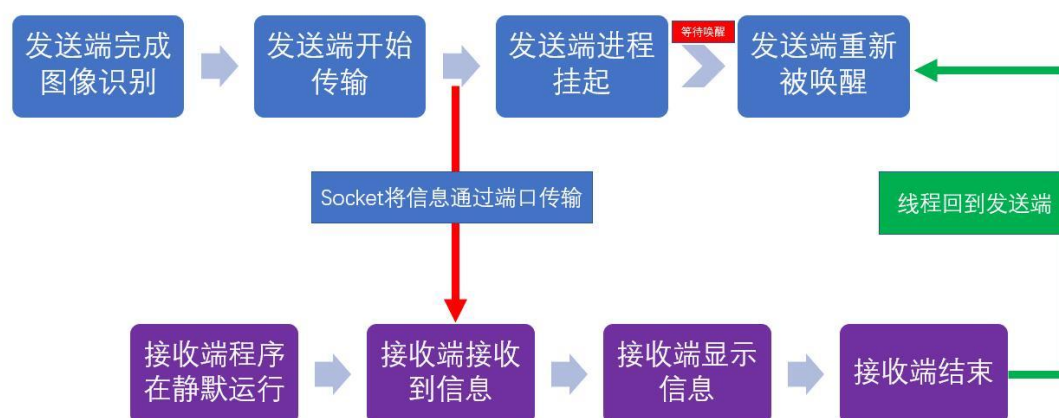 发送端完成
图像识别
发送端开始
传输
发送端进程
挂起
等待唤醒
发送端重新
被唤醒
Socket将信息通过端口传输
线程回到发送端
接收端程序
在静默运行
接收端接收
到信息
接收端显示
信息
接收端结束